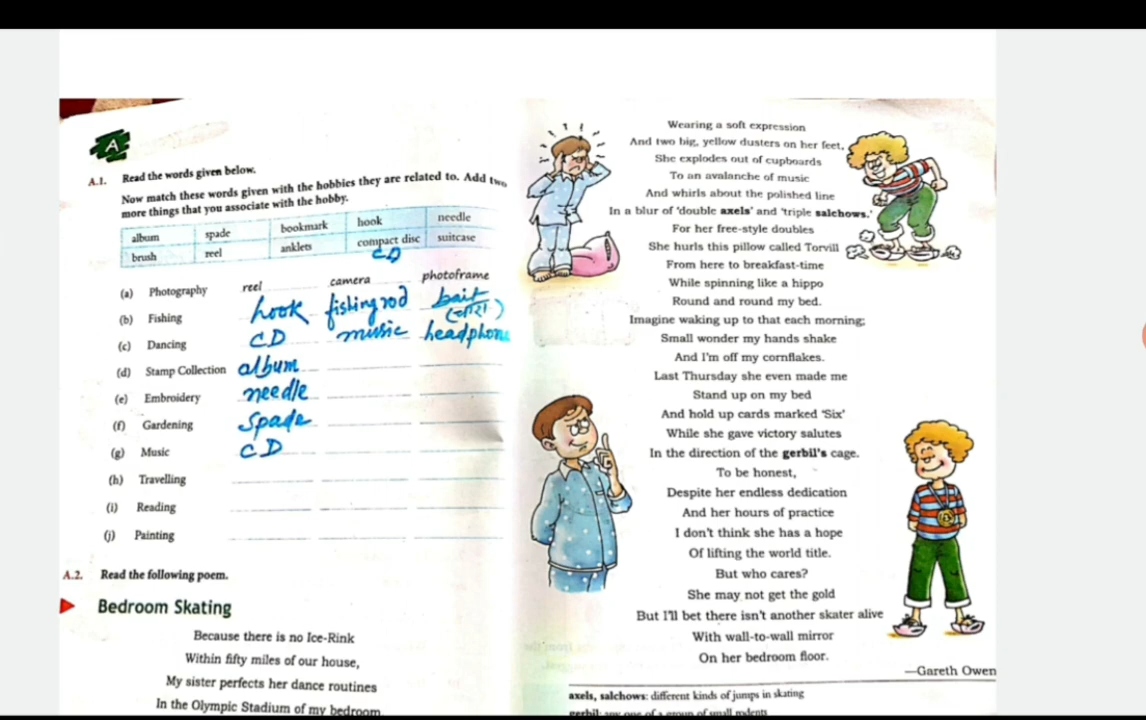 A
A.1. Read the words given below.
Now match these words given with the hobbies they are related to. Add two
more things that you associate with the hobby.
album spade bookmark hook needle
brush reel anklets compact disc suitcase
CD
(a) Photography reel camera photoframe
(b) Fishing hook fishing rod bait
(चारा)
(c) Dancing CD music headphone
(d) Stamp Collection album
(e) Embroidery needle
(f) Gardening Spade
(g) Music CD
(h) Travelling
(i) Reading
(j) Painting
A.2. Read the following poem.
Bedroom Skating
Because there is no Ice-Rink
Within fifty miles of our house,
My sister perfects her dance routines
In the Olympic Stadium of my bedroom
Wearing a soft expression
And two big, yellow dusters on her feet,
She explodes out of cupboards
To an avalanche of music
And whirls about the polished line
In a blur of 'double axels' and 'triple salchows.'
For her free-style doubles
She hurls this pillow called Torvill
From here to breakfast-time
While spinning like a hippo
Round and round my bed.
Imagine waking up to that each morning;
Small wonder my hands shake
And I'm off my cornflakes.
Last Thursday she even made me
Stand up on my bed
And hold up cards marked 'Six'
While she gave victory salutes
In the direction of the gerbil's cage.
To be honest,
Despite her endless dedication
And her hours of practice
I don't think she has a hope
Of lifting the world title.
But who cares?
She may not get the gold
But I'll bet there isn't another skater alive
With wall-to-wall mirror
On her bedroom floor.
—Gareth Owen
axels, salchows: different kinds of jumps in skating
gerbil: any one of a group of small rodents